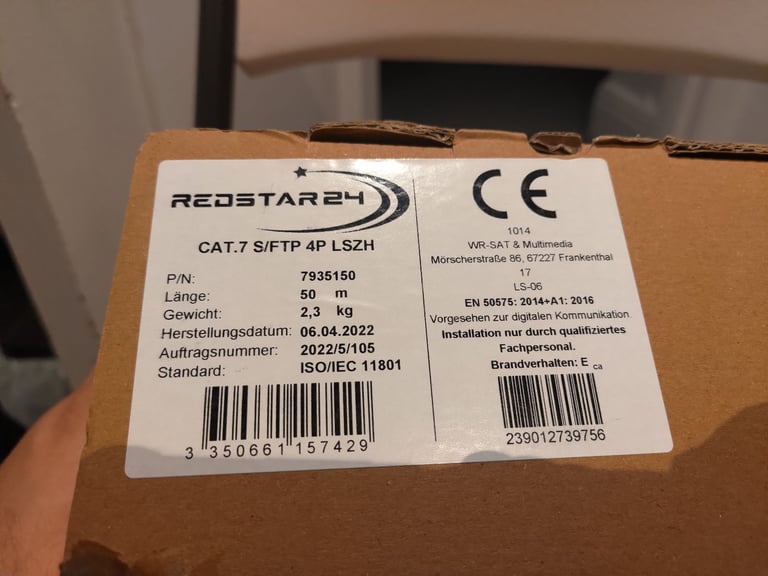 REDSTAR24
CAT.7 S/FTP 4P LSZH
P/N: 7935150
Länge: 50 m
Gewicht: 2,3 kg
Herstellungsdatum: 06.04.2022
Auftragsnummer: 2022/5/105
Standard: ISO/IEC 11801
3 350661 157429
CE
1014
WR-SAT & Multimedia
Mörscherstraße 86, 67227 Frankenthal
17
LS-06
EN 50575: 2014+A1: 2016
Vorgesehen zur digitalen Kommunikation
Installation nur durch qualifiziertes
Fachpersonal.
Brandverhalten: E ca
239012739756